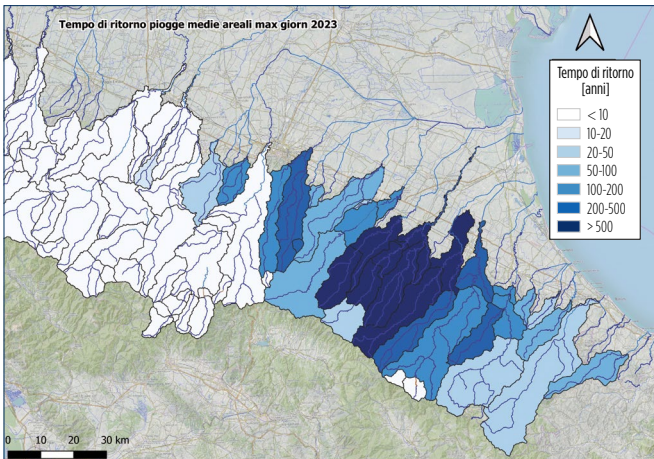 Tempo di ritorno piogge medie areali max giorn 2023
Tempo di ritorno
[anni]
< 10
10-20
20-50
50-100
100-200
200-500
> 500
0 10 20 30 km